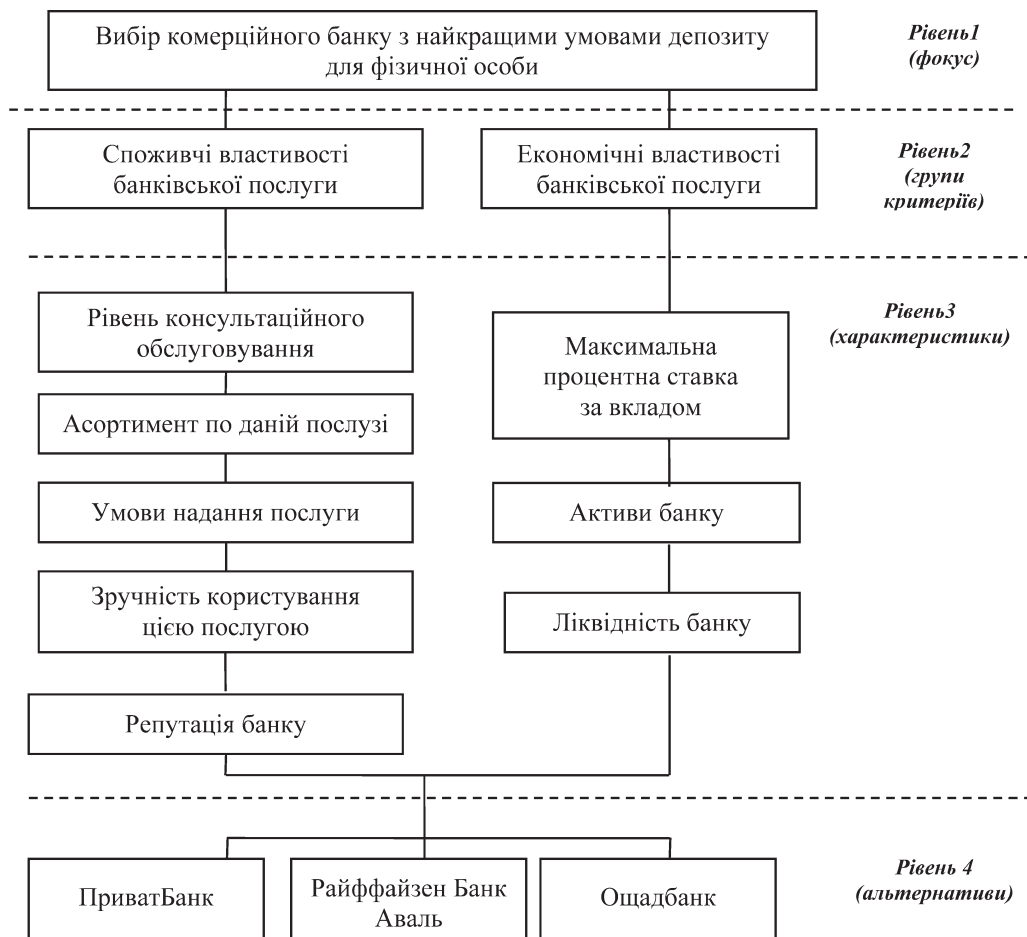 Вибір комерційного банку з найкращими умовами депозиту
для фізичної особи
Рівень1
(фокус)
Споживчі властивості
банківської послуги
Економічні властивості
банківської послуги
Рівень2
(групи
критеріїв)
Рівень консультаційного
обслуговування
Асортимент по даній послузі
Умови надання послуги
Зручність користування
цією послугою
Репутація банку
Максимальна
процентна ставка
за вкладом
Активи банку
Ліквідність банку
Рівень3
(характеристики)
ПриватБанк
Райффайзен Банк
Аваль
Ощадбанк
Рівень 4
(альтернативи)